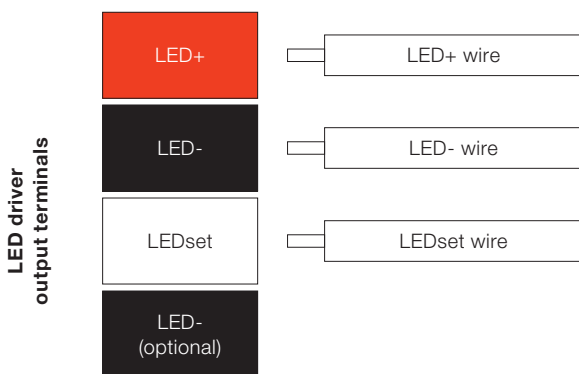 LED driver
output terminals
LED+
LED+ wire
LED-
LED- wire
LEDset
LEDset wire
LED-
(optional)